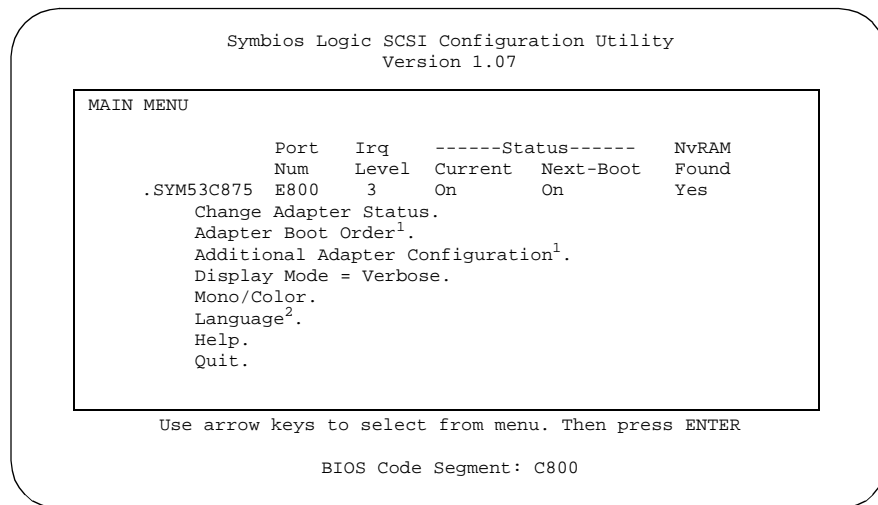 Symbios Logic SCSI Configuration Utility
Version 1.07
MAIN MENU
Port Irq ------Status------ NvRAM
Num Level Current Next-Boot Found
.SYM53C875 E800 3 On On Yes
Change Adapter Status.
Adapter Boot Order1.
Additional Adapter Configuration1.
Display Mode = Verbose.
Mono/Color.
Language2.
Help.
Quit.
Use arrow keys to select from menu. Then press ENTER
BIOS Code Segment: C800